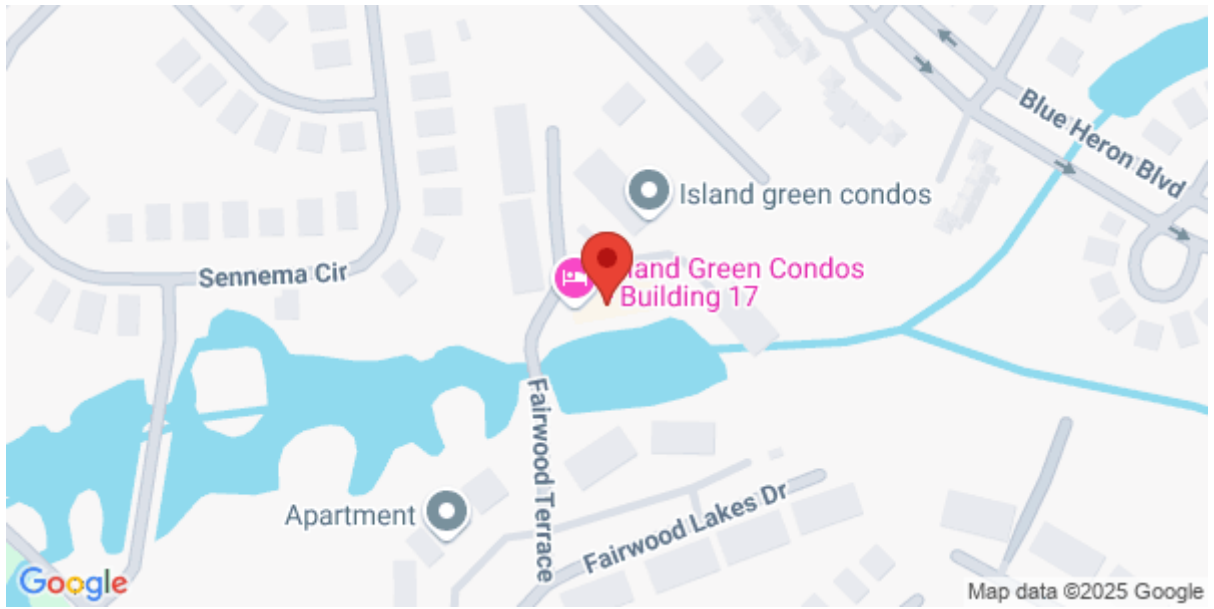 Blue Heron Blvd
Island green condos
Sennema Cir
land Green Condos
Building 17
Fairwood Terrace
Fairwood Lakes Dr
Apartment
Google
Map data ©2025 Google